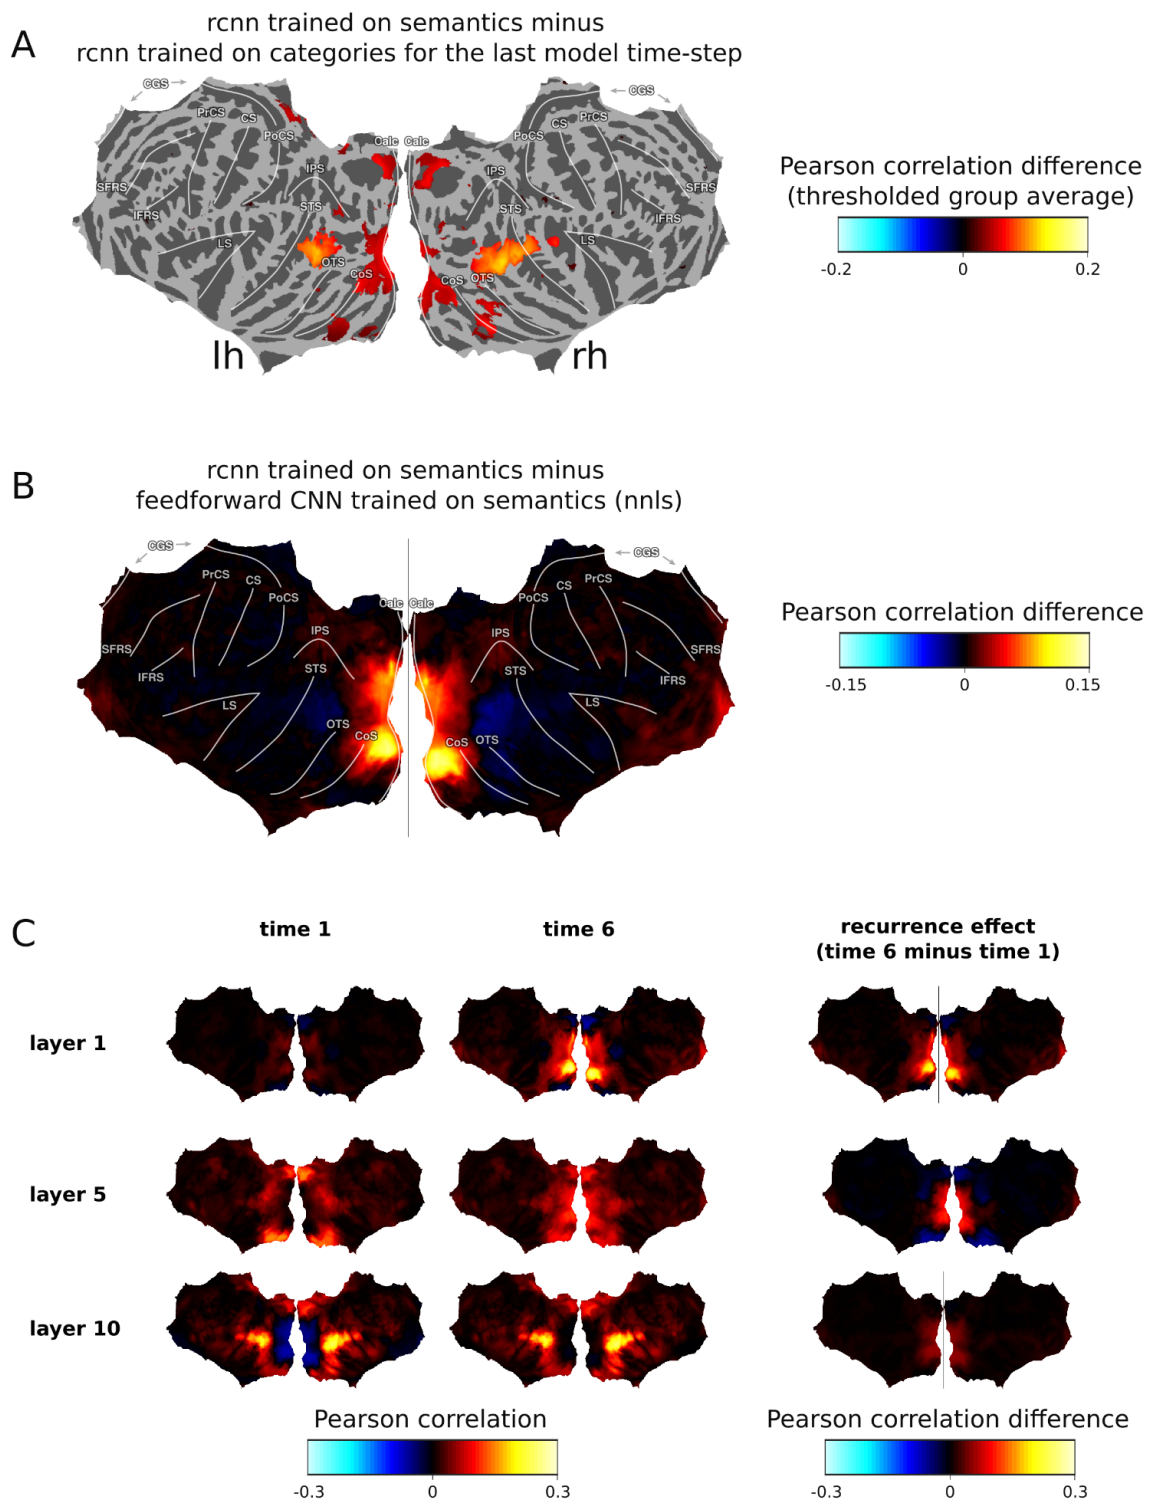 A
rcnn trained on semantics minus
rcnn trained on categories for the last model time-step
CGS
CGS
PrCS
CS
PoCS
Calc
Calc
PoCS
CS
PrCS
IPS
IPS
SFRS
STS
STS
SFRS
IFRS
IFRS
LS
LS
OTS
CoS
CoS
OTS
lh
rh
Pearson correlation difference
(thresholded group average)
-0.2
0
0.2
B
rcnn trained on semantics minus
feedforward CNN trained on semantics (nnls)
CGS
CGS
PrCS
CS
PoCS
Calc
Calc
PoCS
CS
PrCS
IPS
IPS
SFRS
STS
STS
SFRS
IFRS
IFRS
LS
LS
OTS
CoS
CoS
OTS
Pearson correlation difference
-0.15
0
0.15
C
time 1
time 6
recurrence effect
(time 6 minus time 1)
layer 1
layer 5
layer 10
Pearson correlation
-0.3
0
0.3
Pearson correlation difference
-0.3
0
0.3